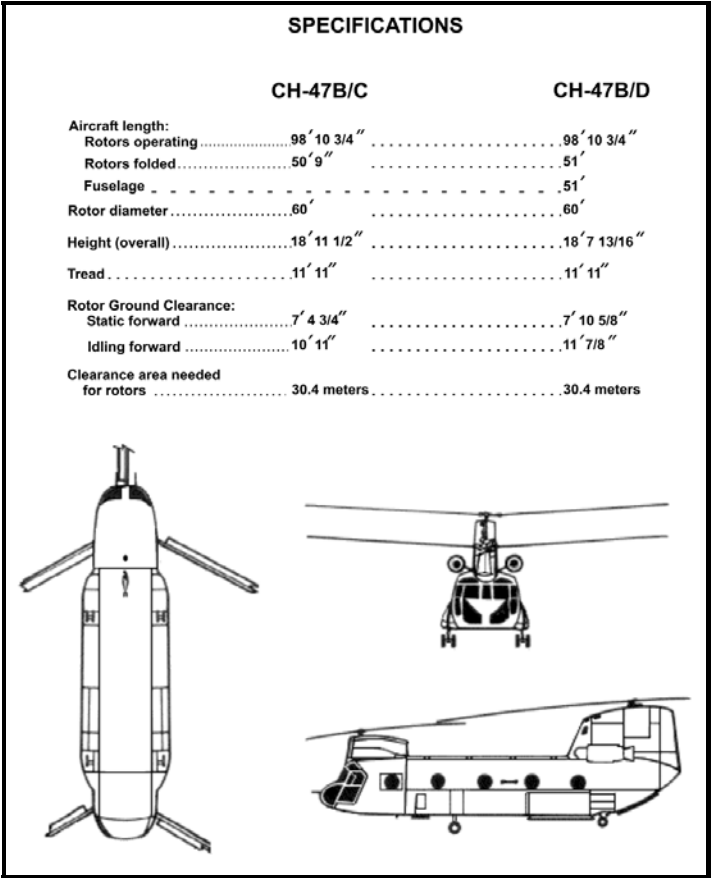 SPECIFICATIONS
CH-47B/C CH-47B/D
Aircraft length:
Rotors operating ........................ 98′10 3/4″ ........................ 98′10 3/4″
Rotors folded ........................ 50′9″ ........................ 51′
Fuselage _ _ _ _ _ _ _ _ _ _ _ _ _ _ _ _ _ _ _ _ _ _ _ _ 51′
Rotor diameter ........................ 60′ ........................ 60′
Height (overall) ........................ 18′11 1/2″ ........................ 18′7 13/16″
Tread ........................ 11′11″ ........................ 11′11″
Rotor Ground Clearance:
Static forward ........................ 7′4 3/4″ ........................ 7′10 5/8″
Idling forward ........................ 10′11″ ........................ 11′7/8″
Clearance area needed
for rotors ........................ 30.4 meters ........................ 30.4 meters